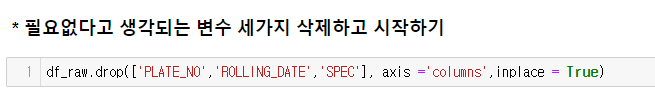 * 필요없다고 생각되는 변수 세가지 삭제하고 시작하기
1 df_raw.drop(['PLATE_NO','ROLLING_DATE','SPEC'], axis ='columns',inplace = True)